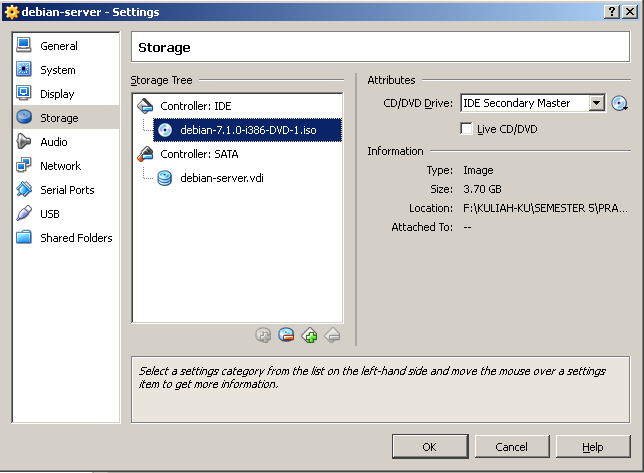 debian-server - Settings
General
System
Display
Storage
Audio
Network
Serial Ports
USB
Shared Folders
Storage
Storage Tree
Controller: IDE
debian-7.1.0-i386-DVD-1.iso
Controller: SATA
debian-server.vdi
Attributes
CD/DVD Drive: IDE Secondary Master
Live CD/DVD
Information
Type: Image
Size: 3.70 GB
Location: F:\KULIAH-KU\SEMESTER 5\PRA...
Attached To: --
Select a settings category from the list on the left-hand side and move the mouse over a settings
item to get more information.
OK
Cancel
Help